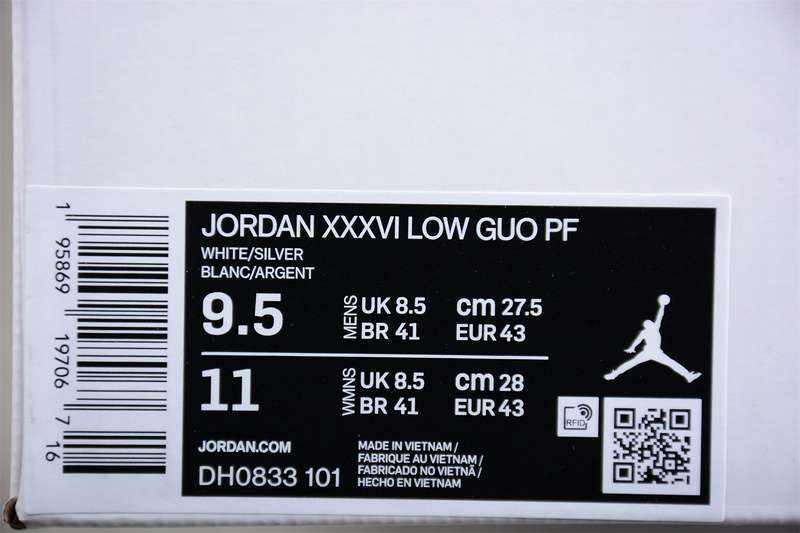 1 95869 19706 7 16
JORDAN XXXVI LOW GUO PF
WHITE/SILVER
BLANC/ARGENT
9.5 MENS UK 8.5 cm 27.5
BR 41 EUR 43
11 WMNS UK 8.5 cm 28
BR 41 EUR 43
RFID
JORDAN.COM
DH0833 101
MADE IN VIETNAM /
FABRIQUE AU VIETNAM /
FABRICADO NO VIETNÃ /
HECHO EN VIETNAM